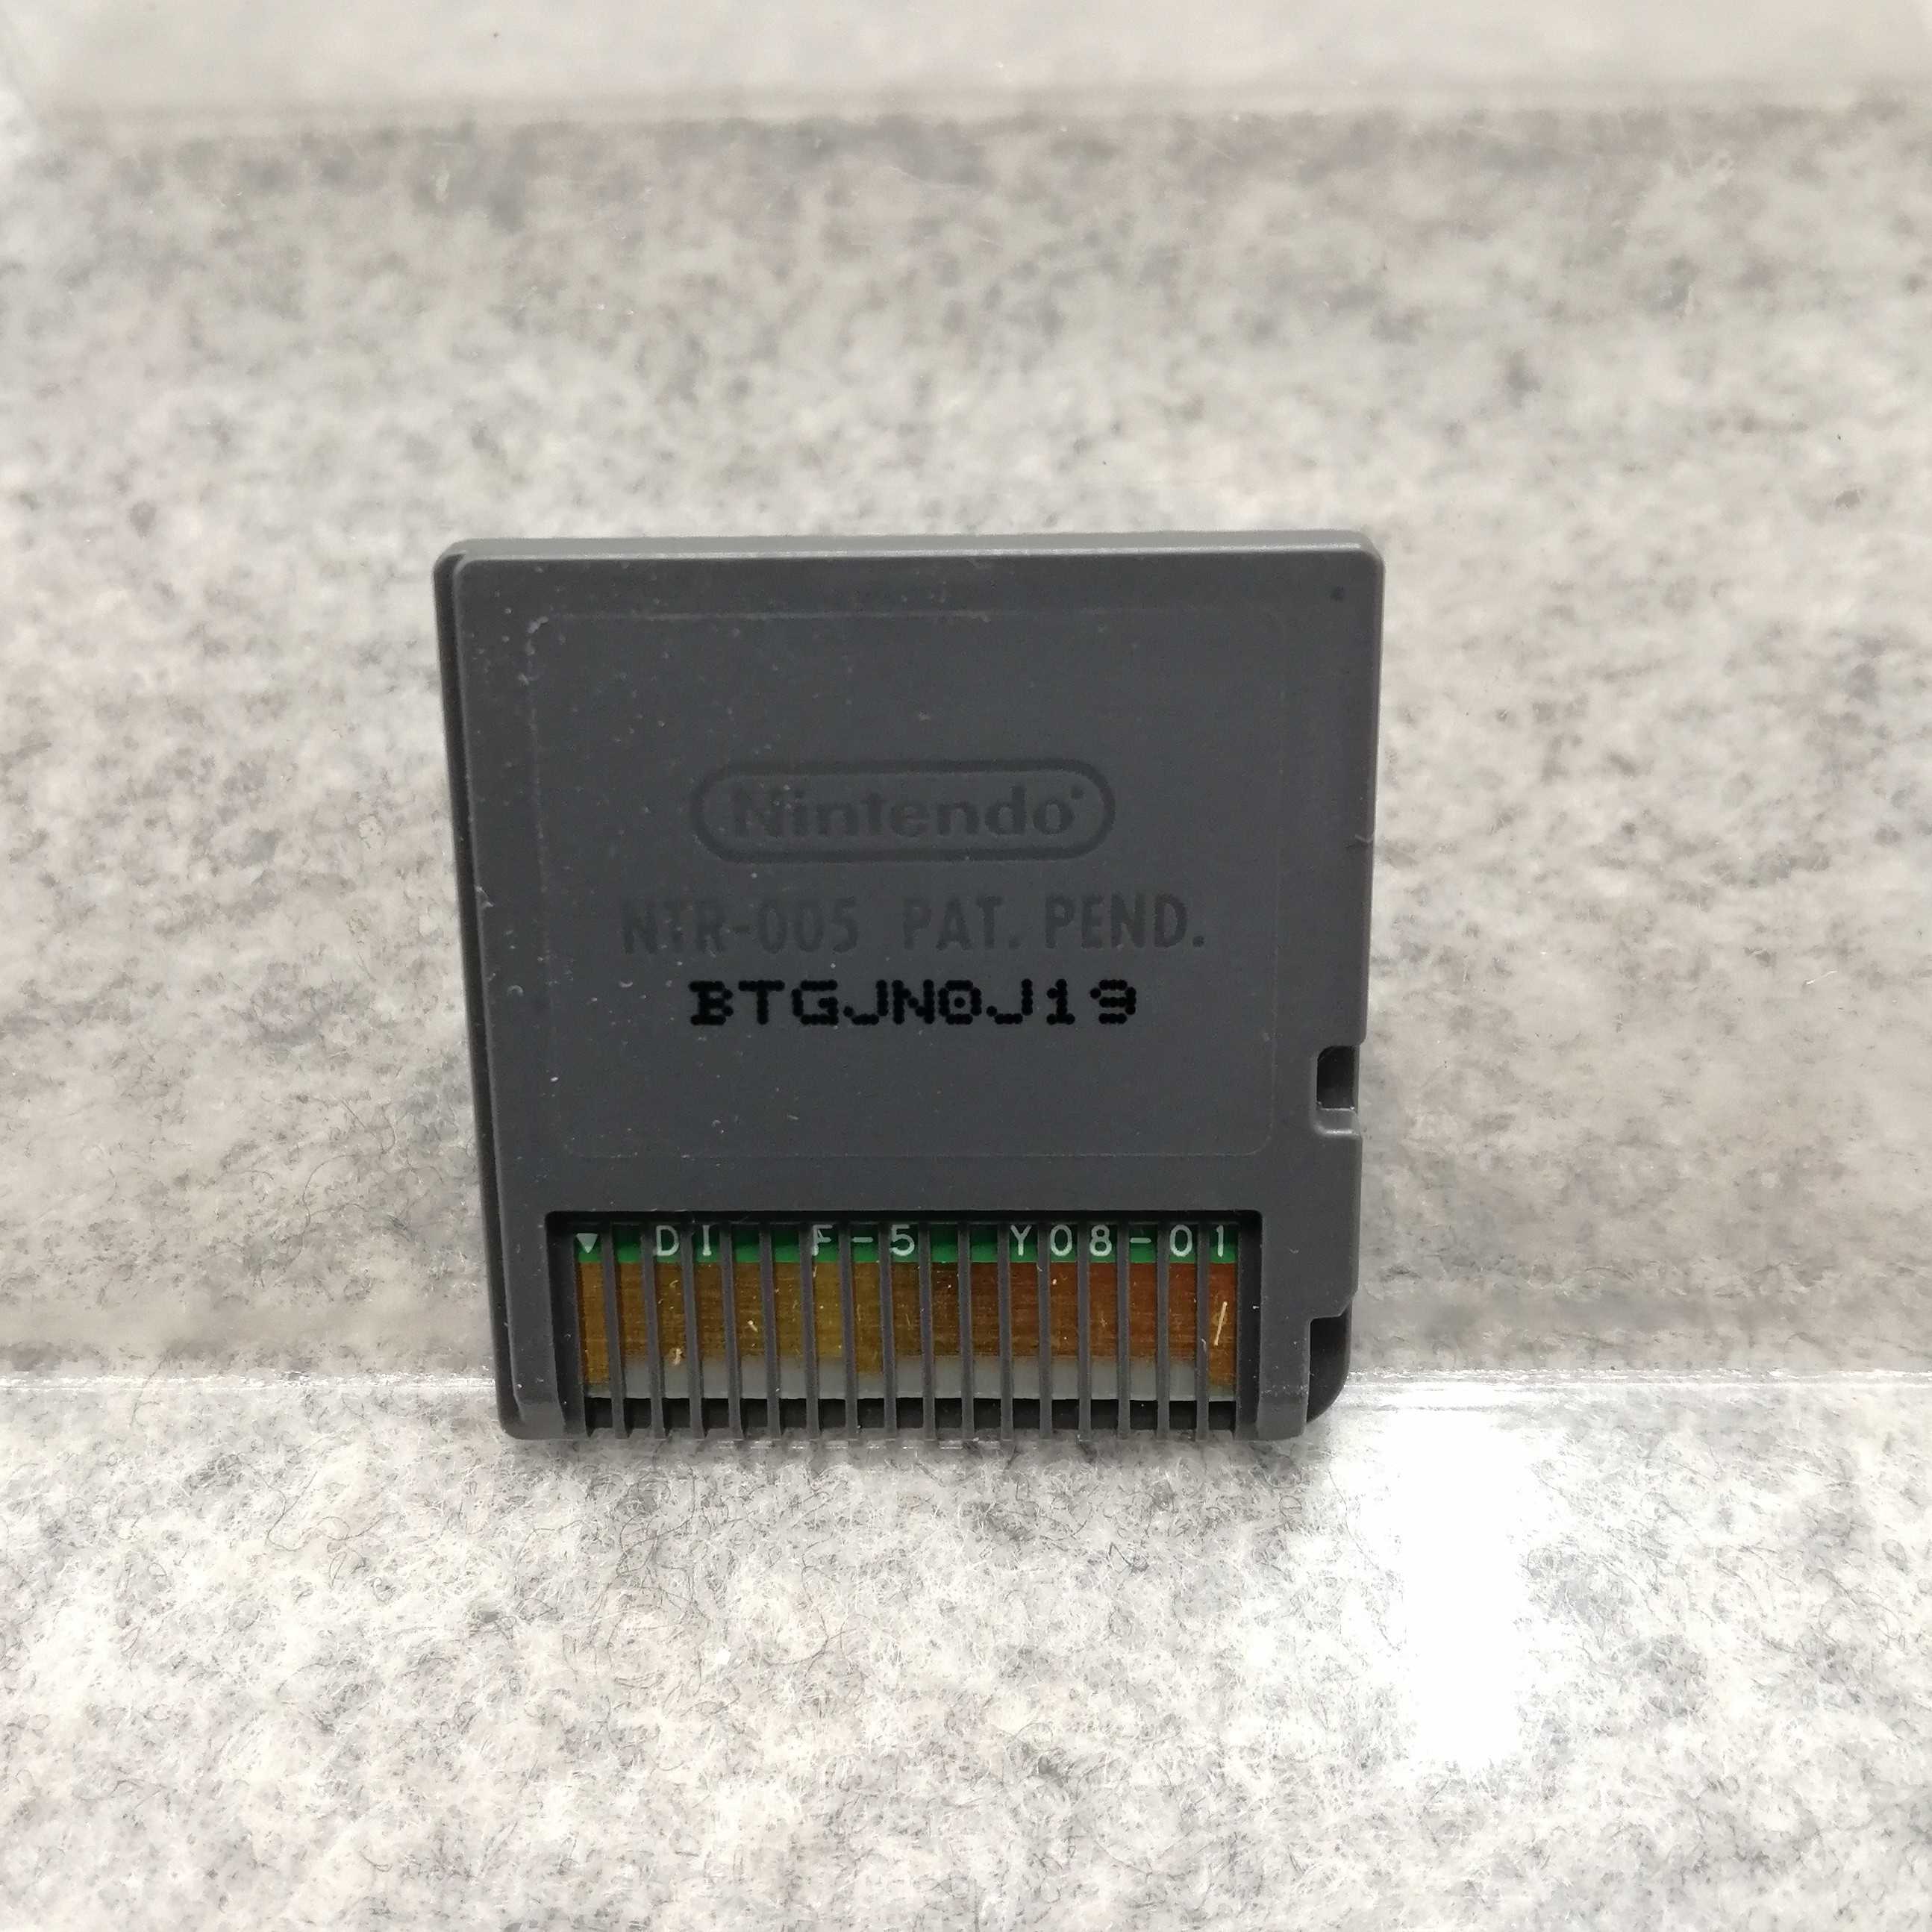 Nintendo
NTR-005 PAT. PEND.
BTGJN0J19
▼ DI F-5 Y08-01